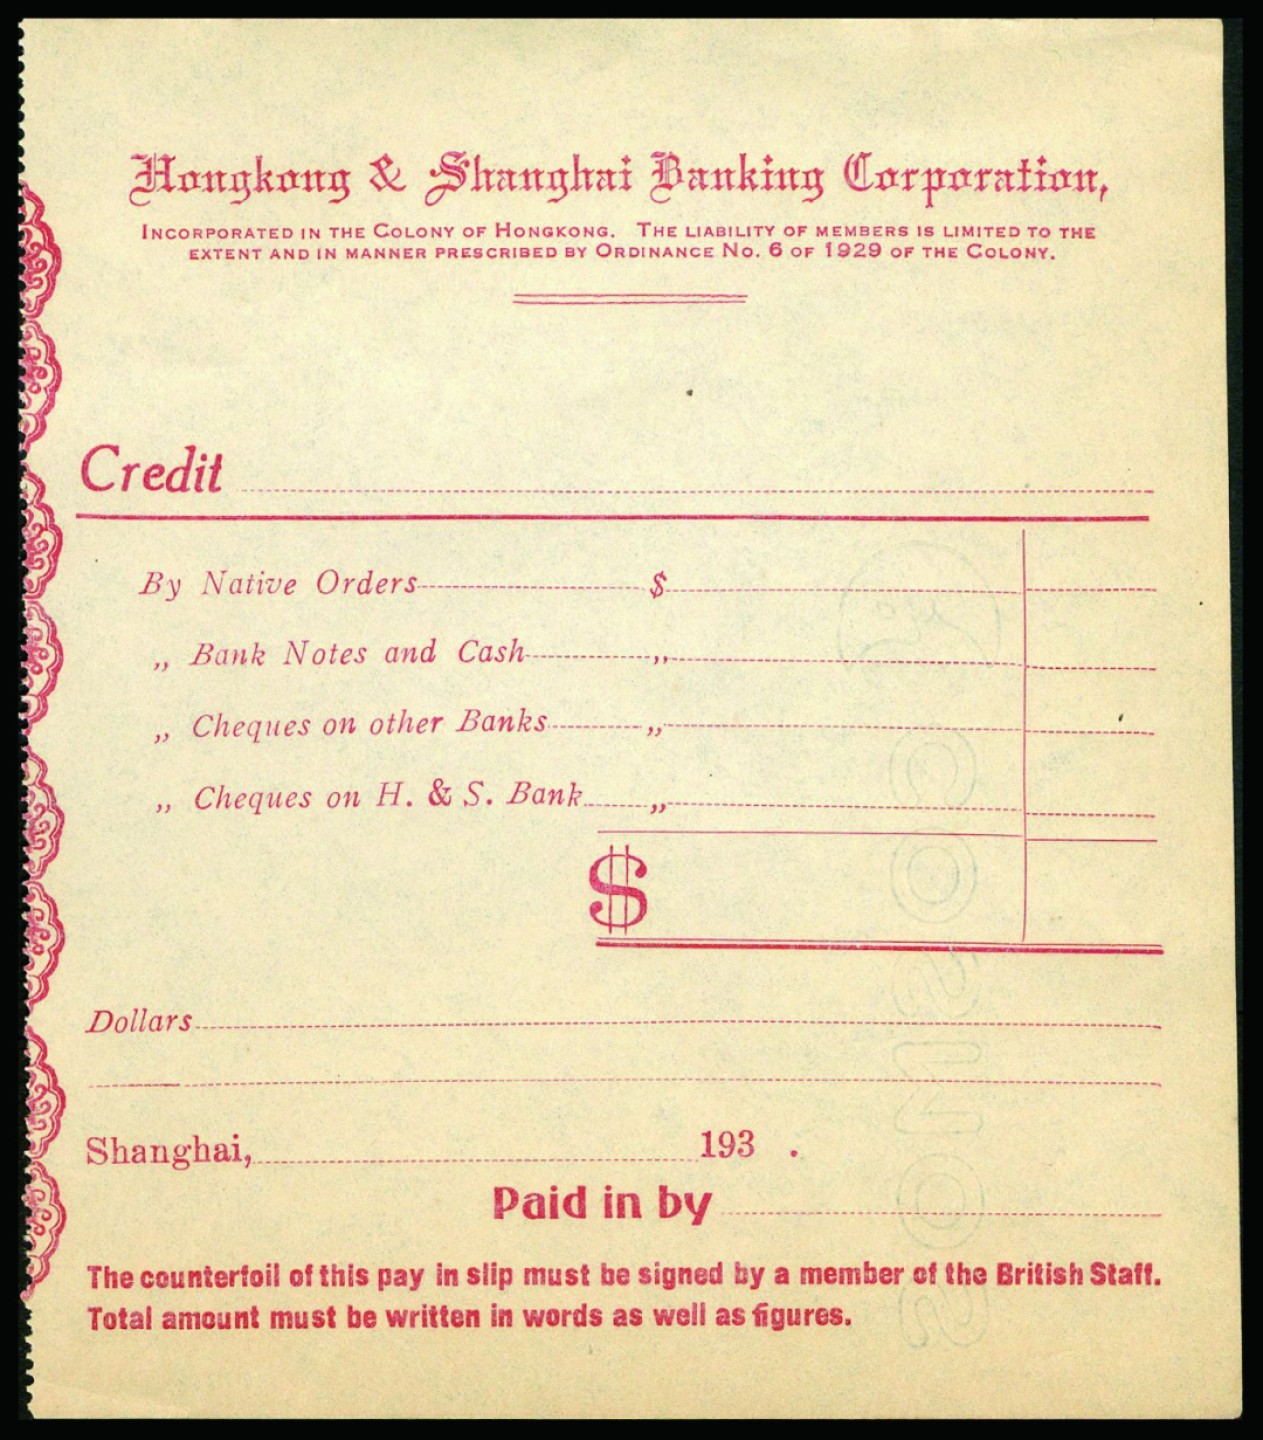 Hongkong & Shanghai Banking Corporation,
INCORPORATED IN THE COLONY OF HONGKONG. THE LIABILITY OF MEMBERS IS LIMITED TO THE
EXTENT AND IN MANNER PRESCRIBED BY ORDINANCE NO. 6 OF 1929 OF THE COLONY.
Credit
By Native Orders $
„ Bank Notes and Cash „
„ Cheques on other Banks „
„ Cheques on H. & S. Bank „
$
Dollars
Shanghai, 193 .
Paid in by
The counterfoil of this pay in slip must be signed by a member of the British Staff.
Total amount must be written in words as well as figures.